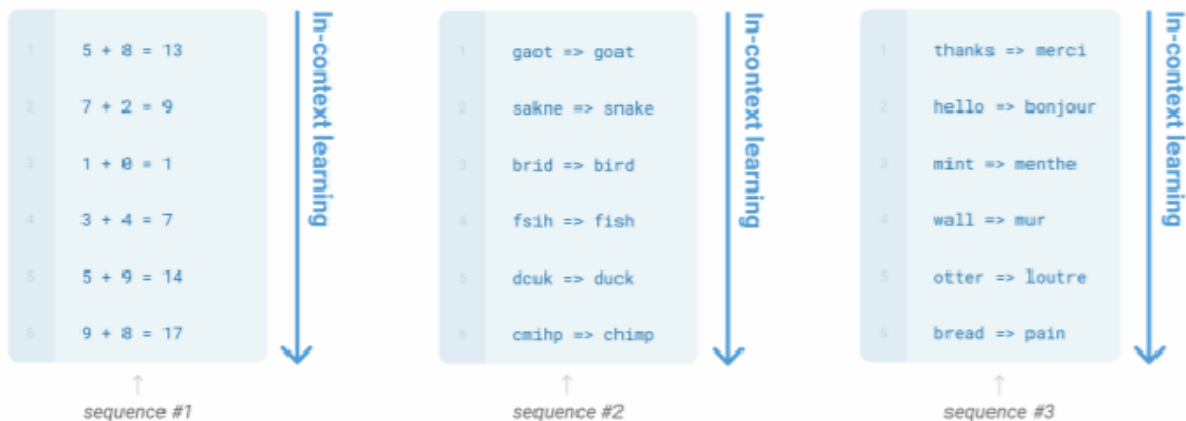 1 5 + 8 = 13
2 7 + 2 = 9
3 1 + 0 = 1
4 3 + 4 = 7
5 5 + 9 = 14
6 9 + 8 = 17
In-context learning
sequence #1
1 gaot => goat
2 sakne => snake
3 brid => bird
4 fsih => fish
5 dcuk => duck
6 cmihp => chimp
In-context learning
sequence #2
1 thanks => merci
2 hello => bonjour
3 mint => menthe
4 wall => mur
5 otter => loutre
6 bread => pain
In-context learning
sequence #3